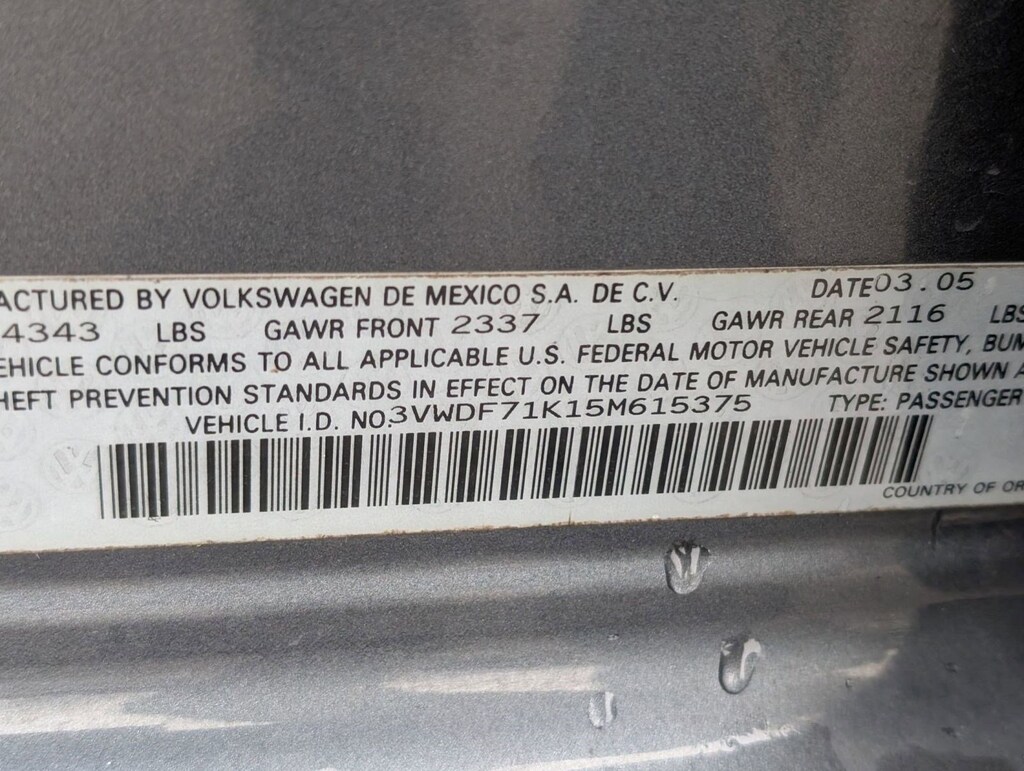 ACTURED BY VOLKSWAGEN DE MEXICO S.A. DE C.V. DATE 03.05
4343 LBS GAWR FRONT 2337 LBS GAWR REAR 2116 LBS
EHICLE CONFORMS TO ALL APPLICABLE U.S. FEDERAL MOTOR VEHICLE SAFETY, BUM
HEFT PREVENTION STANDARDS IN EFFECT ON THE DATE OF MANUFACTURE SHOWN A
VEHICLE I.D. NO.3VWDF71K15M615375 TYPE: PASSENGER
COUNTRY OF OR